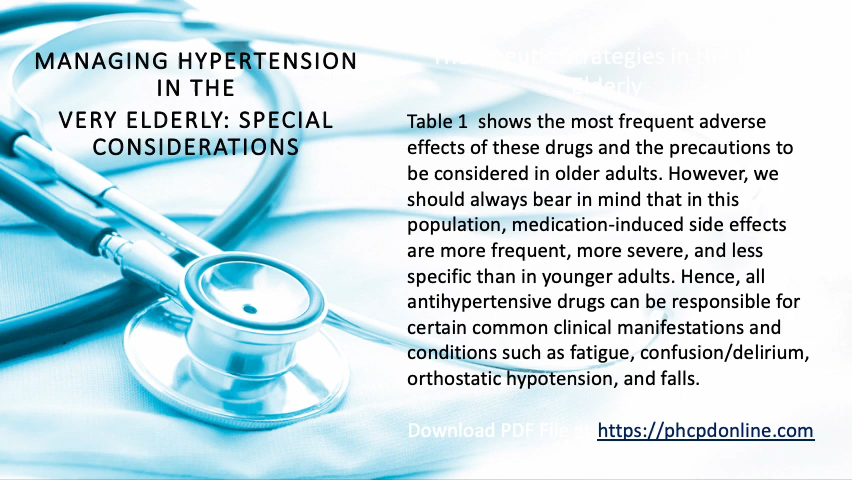 MANAGING HYPERTENSION
IN THE
VERY ELDERLY: SPECIAL
CONSIDERATIONS
Strategies in
Elderly
Table 1 shows the most frequent adverse
effects of these drugs and the precautions to
be considered in older adults. However, we
should always bear in mind that in this
population, medication-induced side effects
are more frequent, more severe, and less
specific than in younger adults. Hence, all
antihypertensive drugs can be responsible for
certain common clinical manifestations and
conditions such as fatigue, confusion/delirium,
orthostatic hypotension, and falls.
Download PDF File https://phcpdonline.com